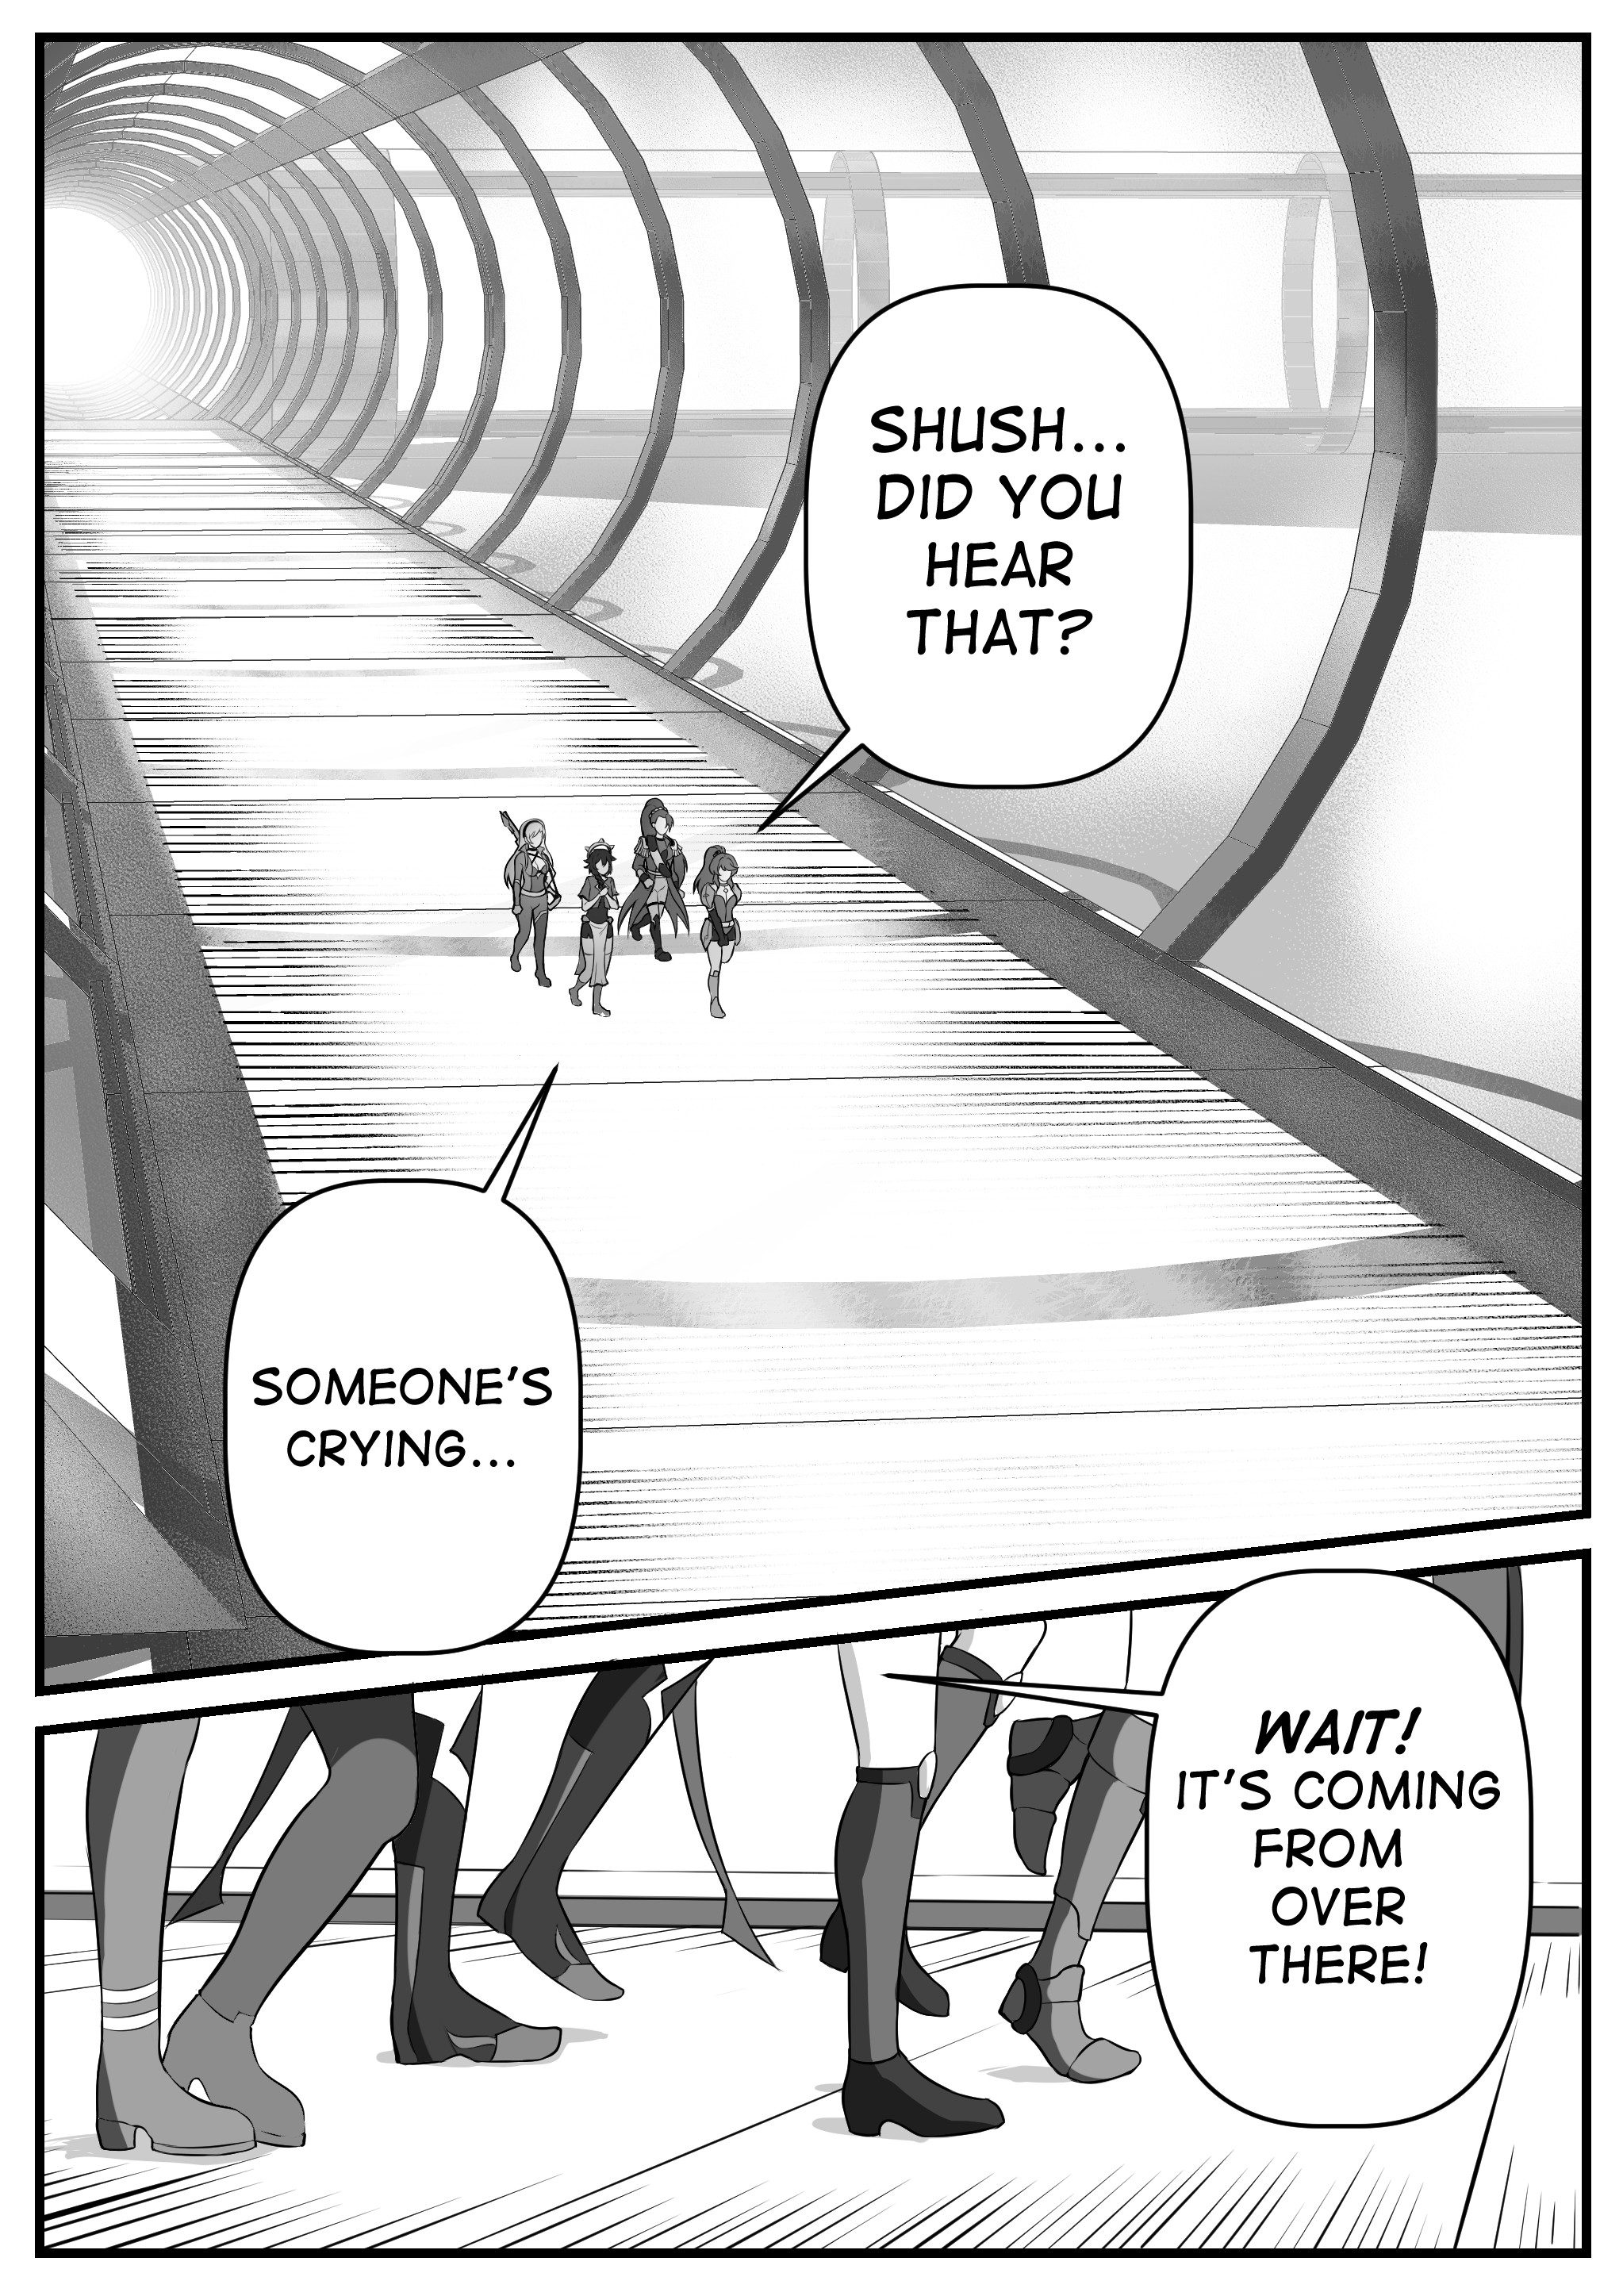 SHUSH...
DID YOU
HEAR
THAT?
SOMEONE'S
CRYING...
WAIT!
IT'S COMING
FROM
OVER
THERE!